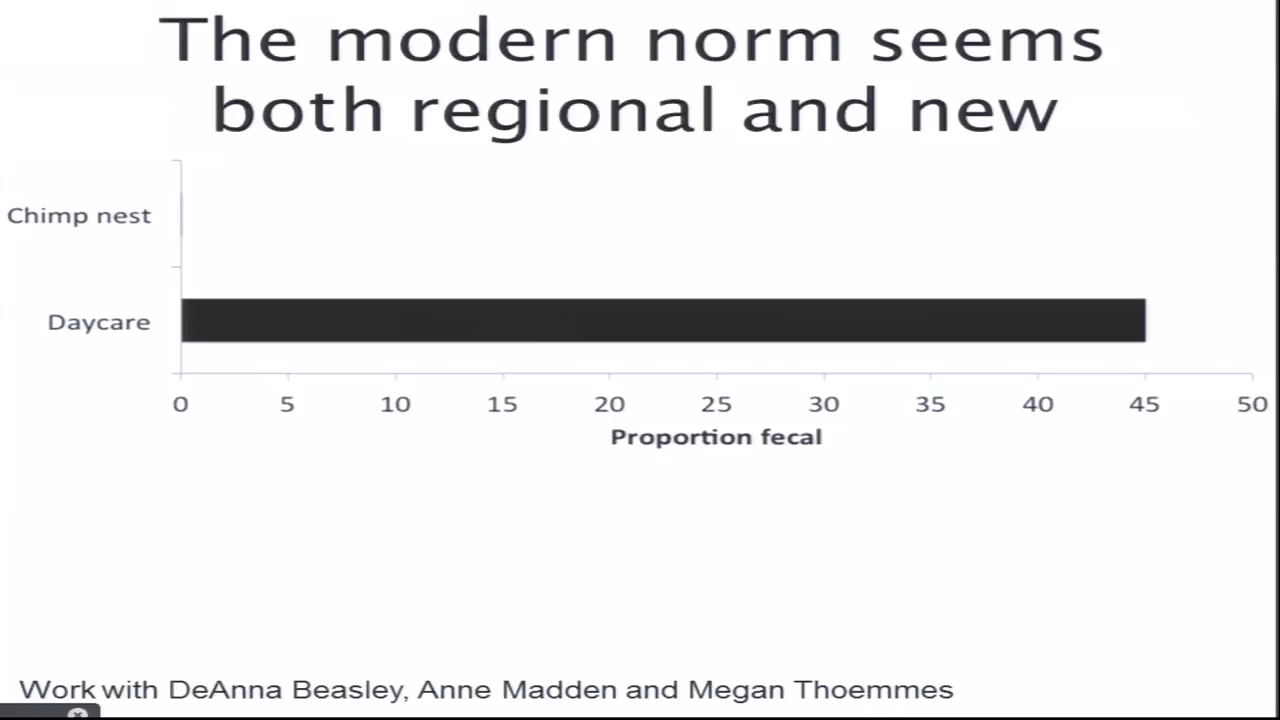 The modern norm seems
both regional and new
Chimp nest
Daycare
0 5 10 15 20 25 30 35 40 45 50
Proportion fecal
Work with DeAnna Beasley, Anne Madden and Megan Thoemmes